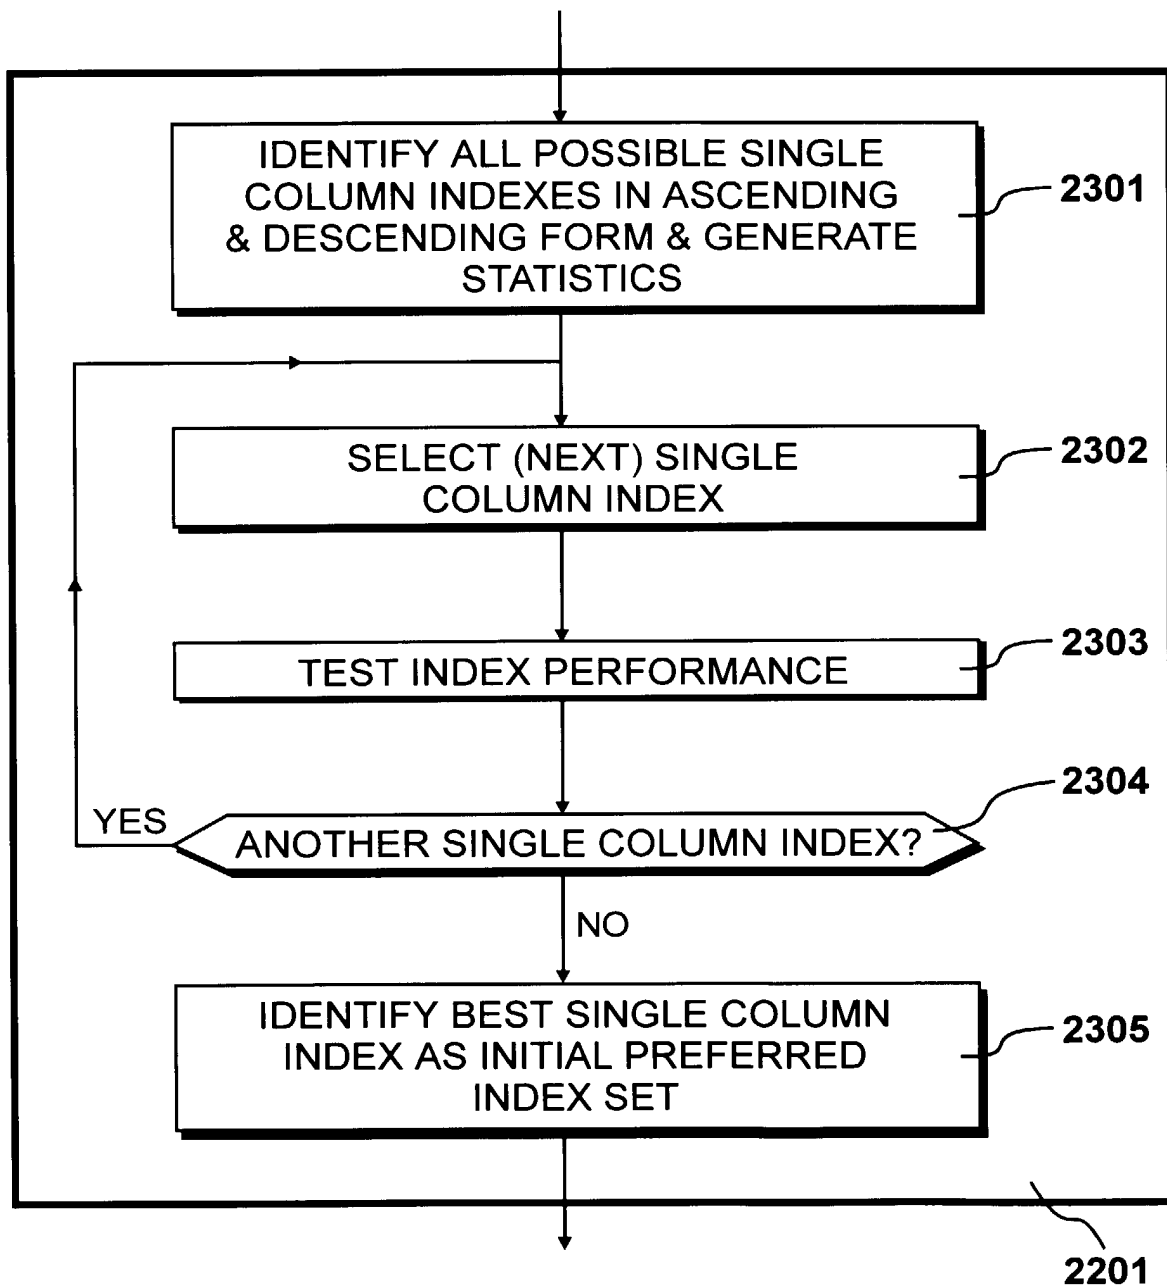 IDENTIFY ALL POSSIBLE SINGLE
COLUMN INDEXES IN ASCENDING
& DESCENDING FORM & GENERATE
STATISTICS
2301
SELECT (NEXT) SINGLE
COLUMN INDEX
2302
TEST INDEX PERFORMANCE
2303
ANOTHER SINGLE COLUMN INDEX?
2304
YES
NO
IDENTIFY BEST SINGLE COLUMN
INDEX AS INITIAL PREFERRED
INDEX SET
2305
2201